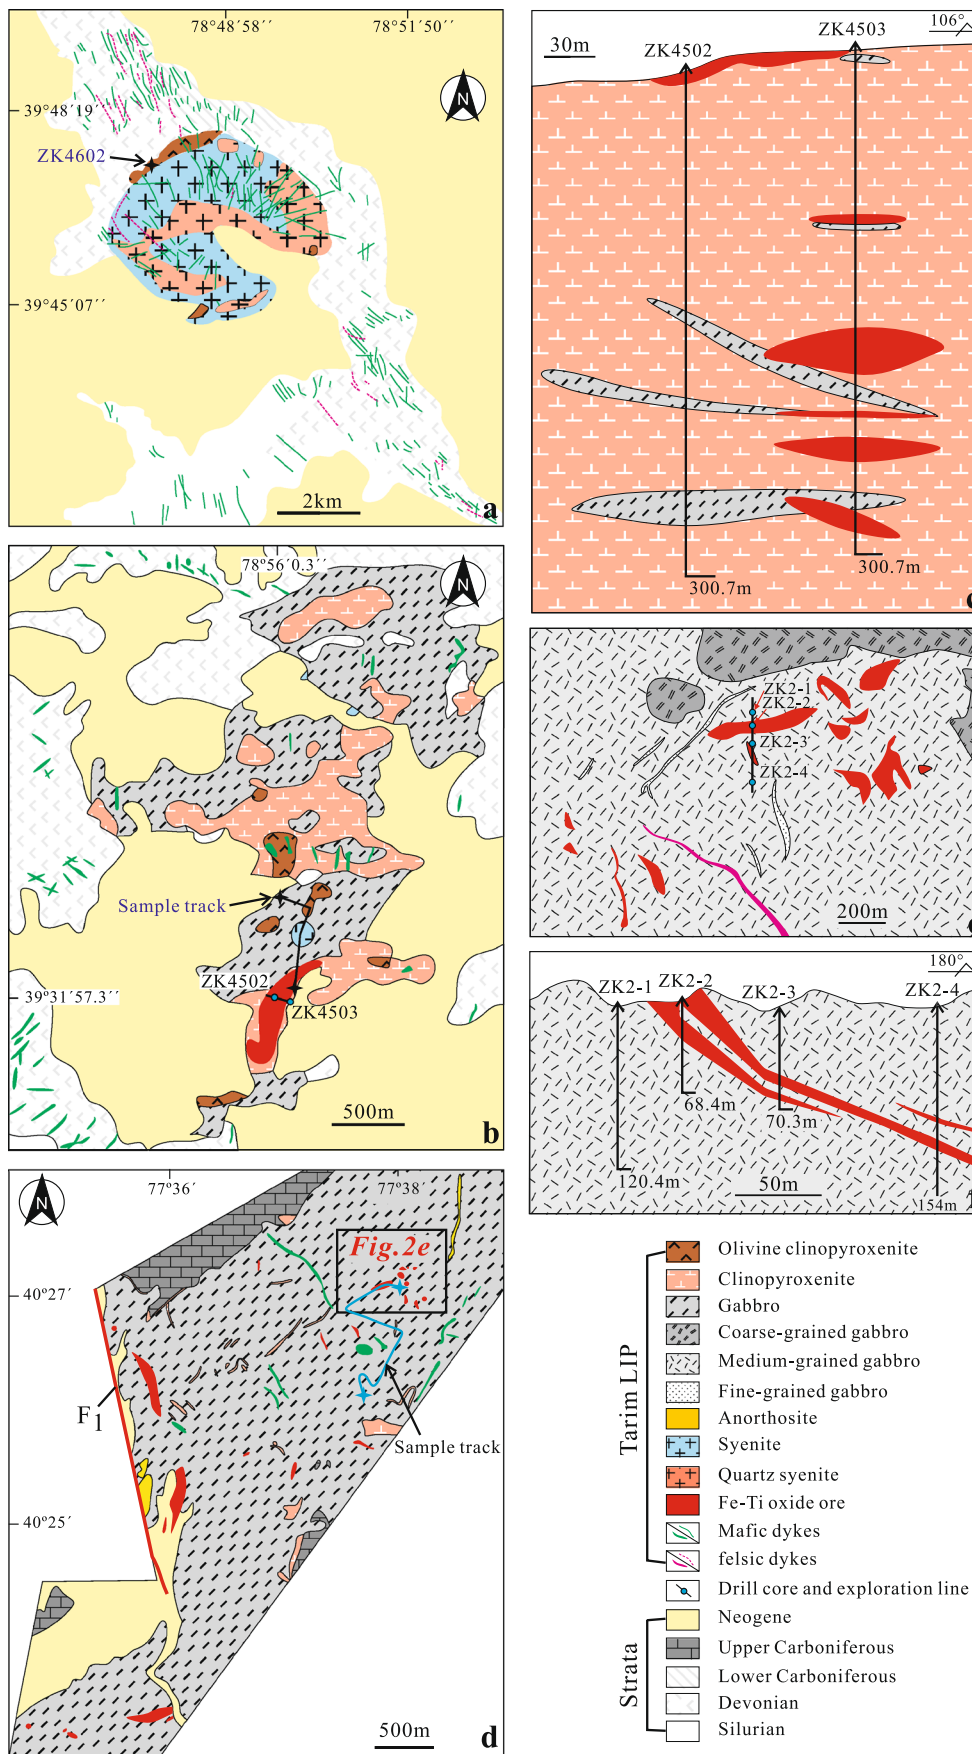 78°48′58″
78°51′50″
39°48′19″
N
ZK4602
39°45′07″
2km
a
78°56′0.3″
N
Sample track
ZK4502
39°31′57.3″
ZK4503
500m
b
N
77°36′
77°38′
Fig.2e
40°27′
F1
Sample track
40°25′
500m
d
30m
ZK4502
ZK4503
106°
300.7m
300.7m
ZK2-1
ZK2-2
ZK2-3
ZK2-4
200m
180°
ZK2-1
ZK2-2
ZK2-3
ZK2-4
68.4m
70.3m
120.4m
50m
154m
Tarim LIP
Olivine clinopyroxenite
Clinopyroxenite
Gabbro
Coarse-grained gabbro
Medium-grained gabbro
Fine-grained gabbro
Anorthosite
Syenite
Quartz syenite
Fe-Ti oxide ore
Mafic dykes
felsic dykes
Drill core and exploration line
Strata
Neogene
Upper Carboniferous
Lower Carboniferous
Devonian
Silurian